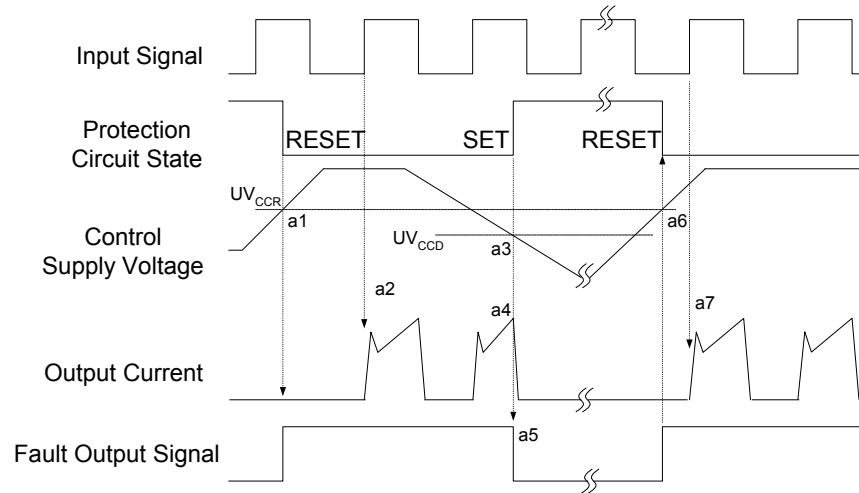 Input Signal
Protection
Circuit State
RESET
SET
RESET
UVCCR
a1
a6
Control
Supply Voltage
UVCCD
a3
a2
a4
a7
Output Current
Fault Output Signal
a5